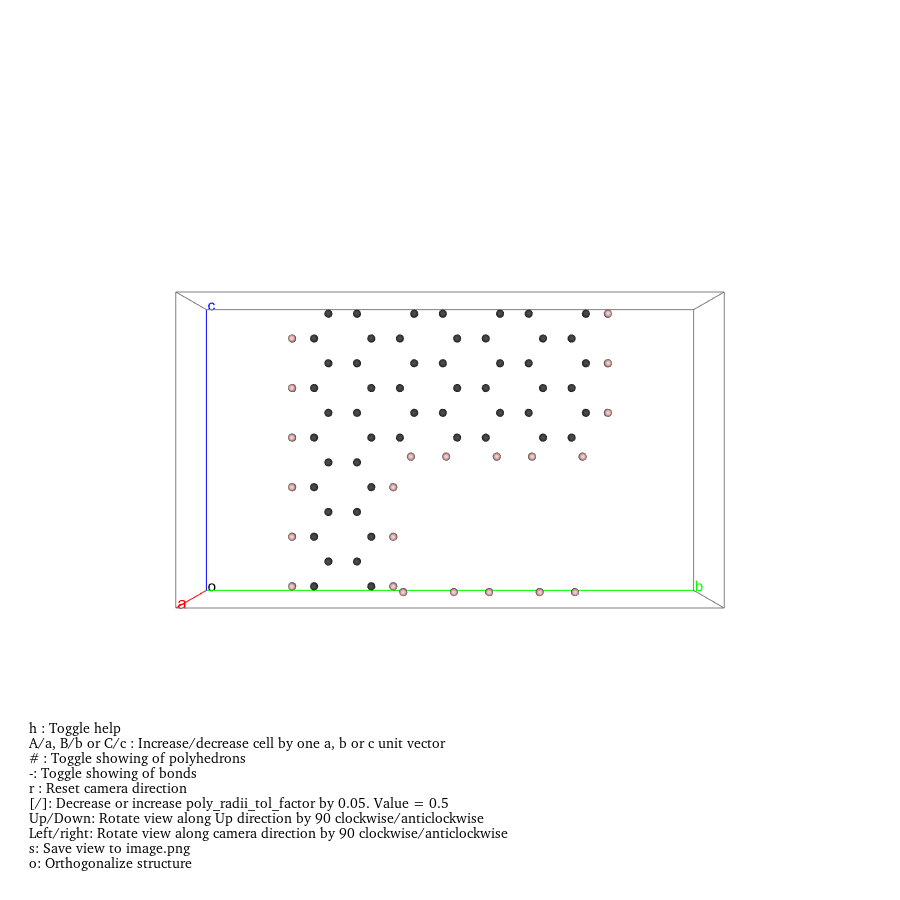 c
o
b
a
h : Toggle help
A/a, B/b or C/c : Increase/decrease cell by one a, b or c unit vector
# : Toggle showing of polyhedrons
-: Toggle showing of bonds
r : Reset camera direction
[/]: Decrease or increase poly_radii_tol_factor by 0.05. Value = 0.5
Up/Down: Rotate view along Up direction by 90 clockwise/anticlockwise
Left/right: Rotate view along camera direction by 90 clockwise/anticlockwise
s: Save view to image.png
o: Orthogonalize structure